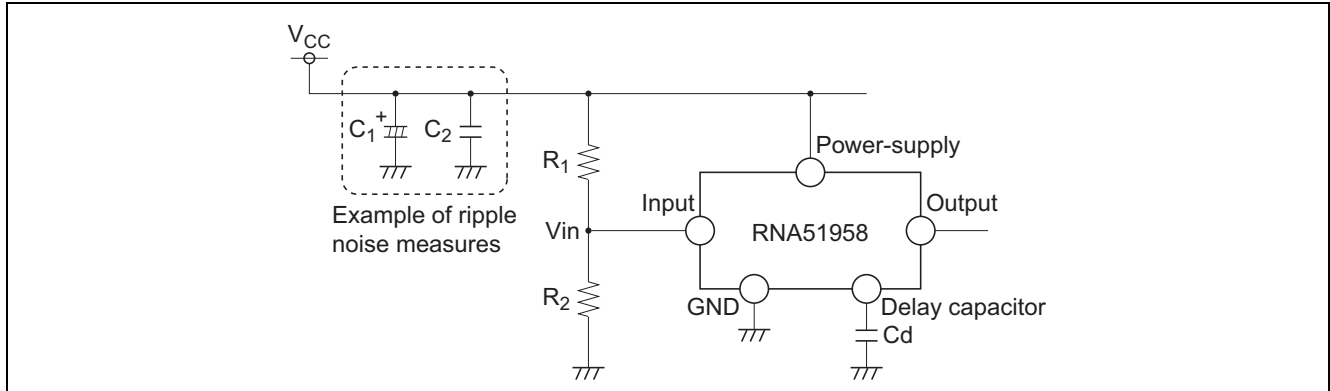 VCC
+
C1
C2
R1
Power-supply
Example of ripple
noise measures
Input
Output
Vin
RNA51958
R2
GND
Delay capacitor
Cd